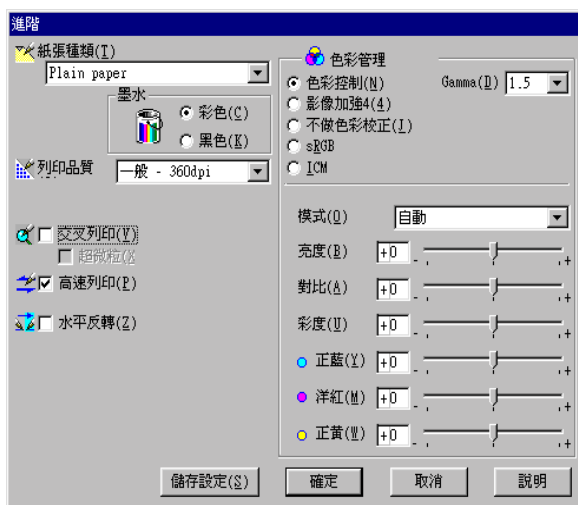 進階
紙張種類(T)
Plain paper
墨水
彩色(C)
黑色(K)
列印品質
一般 - 360dpi
交叉列印(Y)
超微粒(X
高速列印(P)
水平反轉(Z)
色彩管理
色彩控制(N)
Gamma(D) 1.5
影像加強4(4)
不做色彩校正(J)
sRGB
ICM
模式(O) 自動
亮度(B) +0 - +
對比(A) +0 - +
彩度(U) +0 - +
正藍(Y) +0 - +
洋紅(M) +0 - +
正黃(W) +0 - +
儲存設定(S) 確定 取消 說明